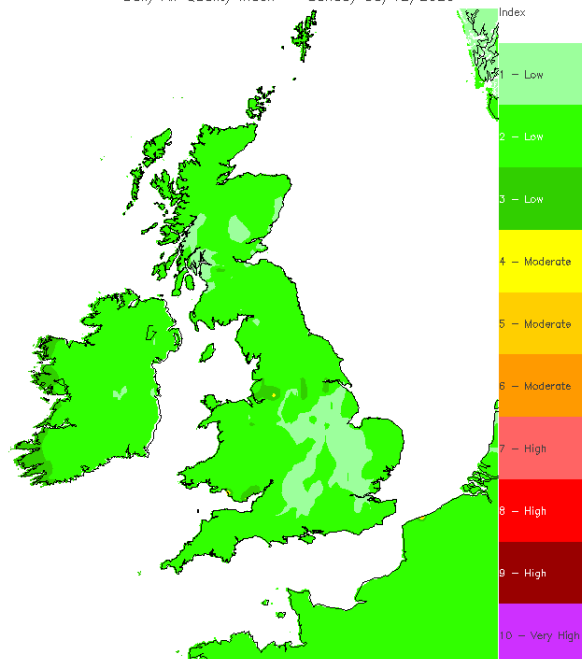 Index
1 - Low
2 - Low
3 - Low
4 - Moderate
5 - Moderate
6 - Moderate
7 - High
8 - High
9 - High
10 - Very High